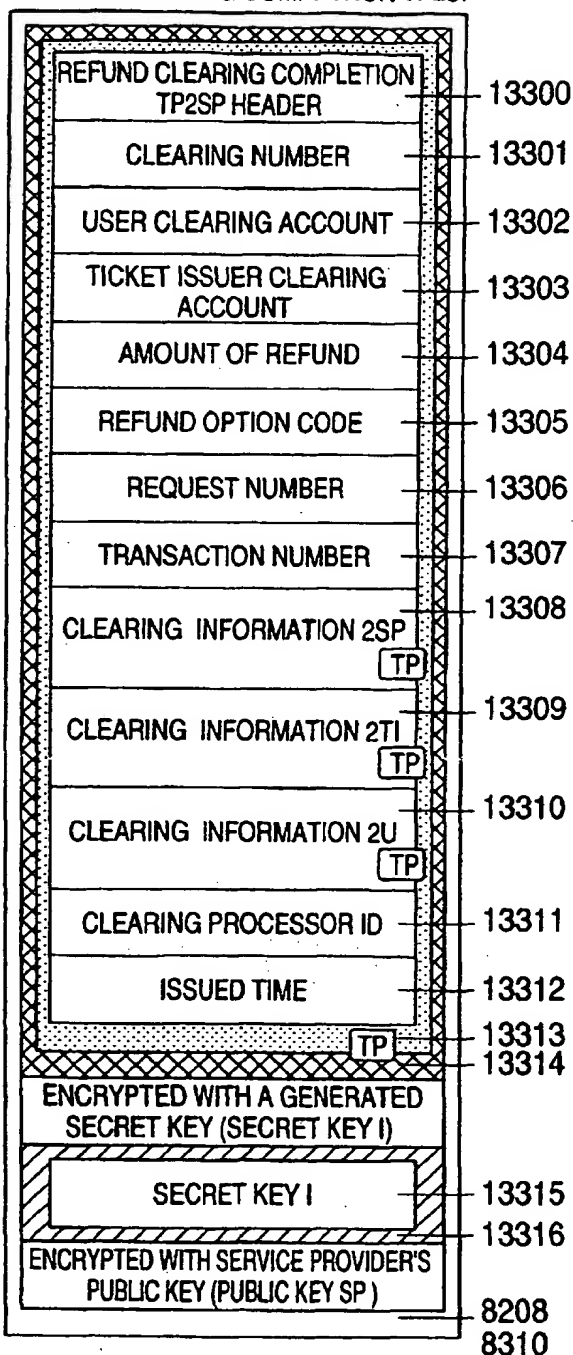 REFUND CLEARING COMPLETION
TP2SP HEADER
13300
CLEARING NUMBER
13301
USER CLEARING ACCOUNT
13302
TICKET ISSUER CLEARING
ACCOUNT
13303
AMOUNT OF REFUND
13304
REFUND OPTION CODE
13305
REQUEST NUMBER
13306
TRANSACTION NUMBER
13307
13308
CLEARING INFORMATION 2SP
TP
13309
CLEARING INFORMATION 2TI
TP
13310
CLEARING INFORMATION 2U
TP
CLEARING PROCESSOR ID
13311
ISSUED TIME
13312
TP
13313
13314
ENCRYPTED WITH A GENERATED
SECRET KEY (SECRET KEY I)
SECRET KEY I
13315
13316
ENCRYPTED WITH SERVICE PROVIDER'S
PUBLIC KEY (PUBLIC KEY SP )
8208
8310